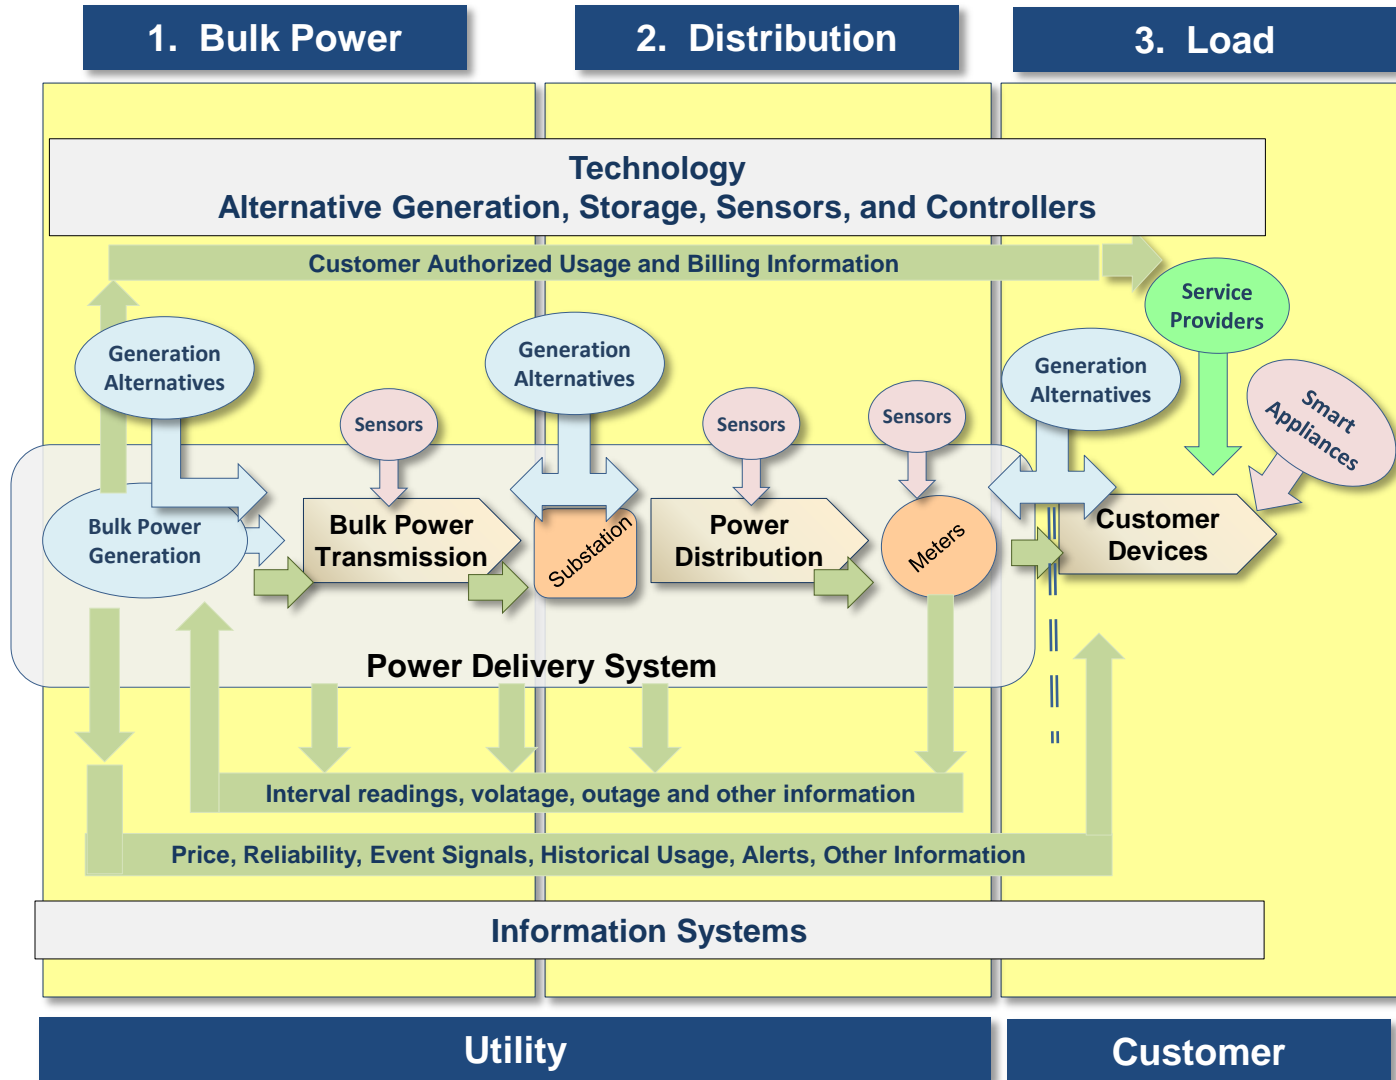 1. Bulk Power
2. Distribution
3. Load
Technology
Alternative Generation, Storage, Sensors, and Controllers
Customer Authorized Usage and Billing Information
Service
Providers
Generation
Alternatives
Generation
Alternatives
Generation
Alternatives
Smart
Appliances
Sensors
Sensors
Sensors
Bulk Power
Generation
Bulk Power
Transmission
Substation
Power
Distribution
Meters
Customer
Devices
Power Delivery System
Interval readings, volatage, outage and other information
Price, Reliability, Event Signals, Historical Usage, Alerts, Other Information
Information Systems
Utility
Customer